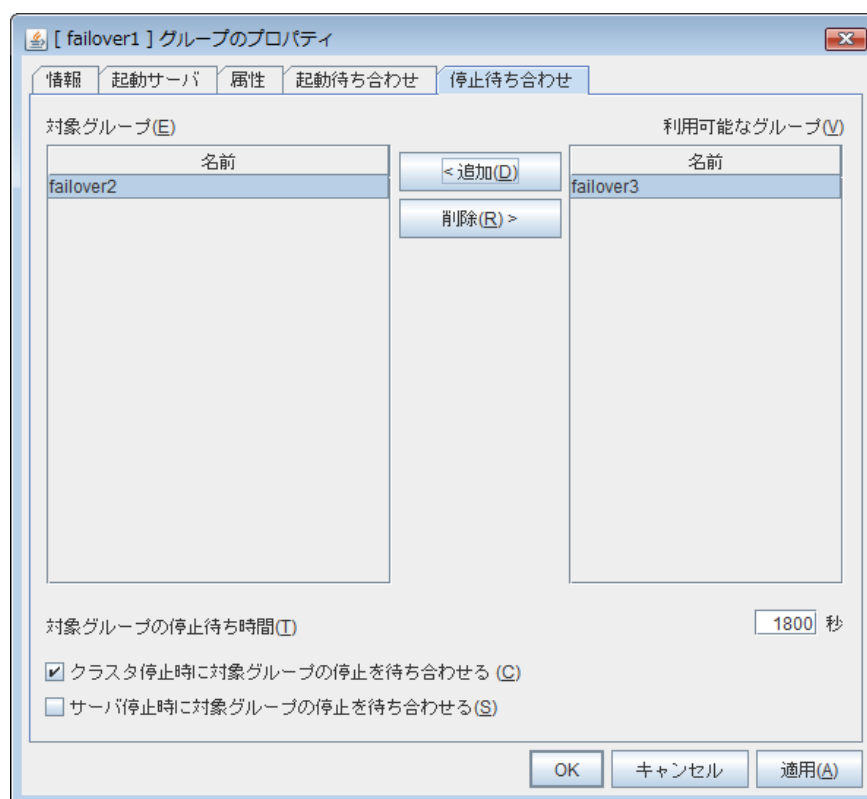 [ failover1 ] グループのプロパティ
情報 起動サーバ 属性 起動待ち合わせ 停止待ち合わせ
対象グループ(E) 利用可能なグループ(V)
名前 < 追加(D) 名前
failover2 failover3
削除(R) >
対象グループの停止待ち時間(T) 1800 秒
クラスタ停止時に対象グループの停止を待ち合わせる (C)
サーバ停止時に対象グループの停止を待ち合わせる(S)
OK キャンセル 適用(A)